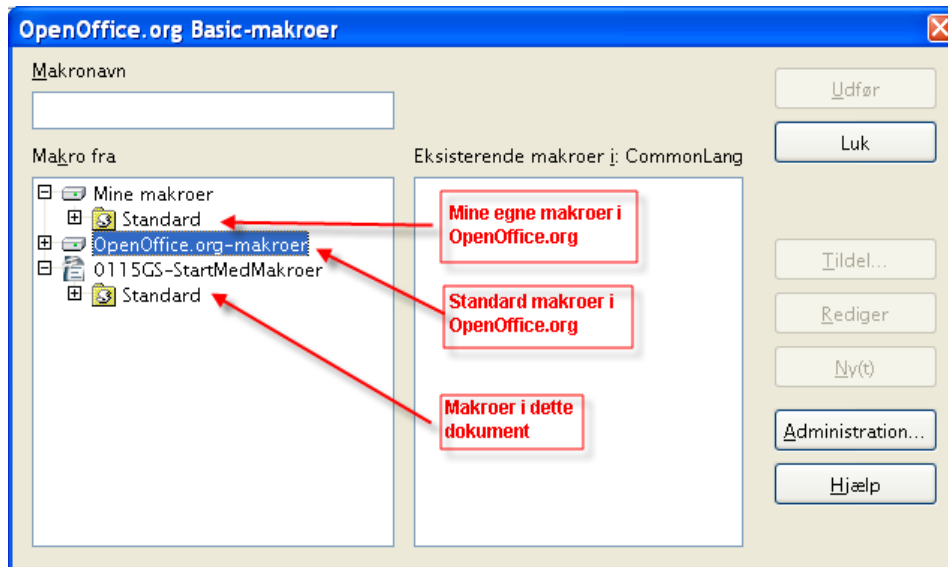 OpenOffice.org Basic-makroer
Makronavn
Udfør
Luk
Makro fra
Eksisterende makroer i: CommonLang
Mine makroer
Standard
OpenOffice.org-makroer
0115GS-StartMedMakroer
Standard
Mine egne makroer i
OpenOffice.org
Standard makroer i
OpenOffice.org
Makroer i dette
dokument
Tildel...
Rediger
Ny(t)
Administration...
Hjælp